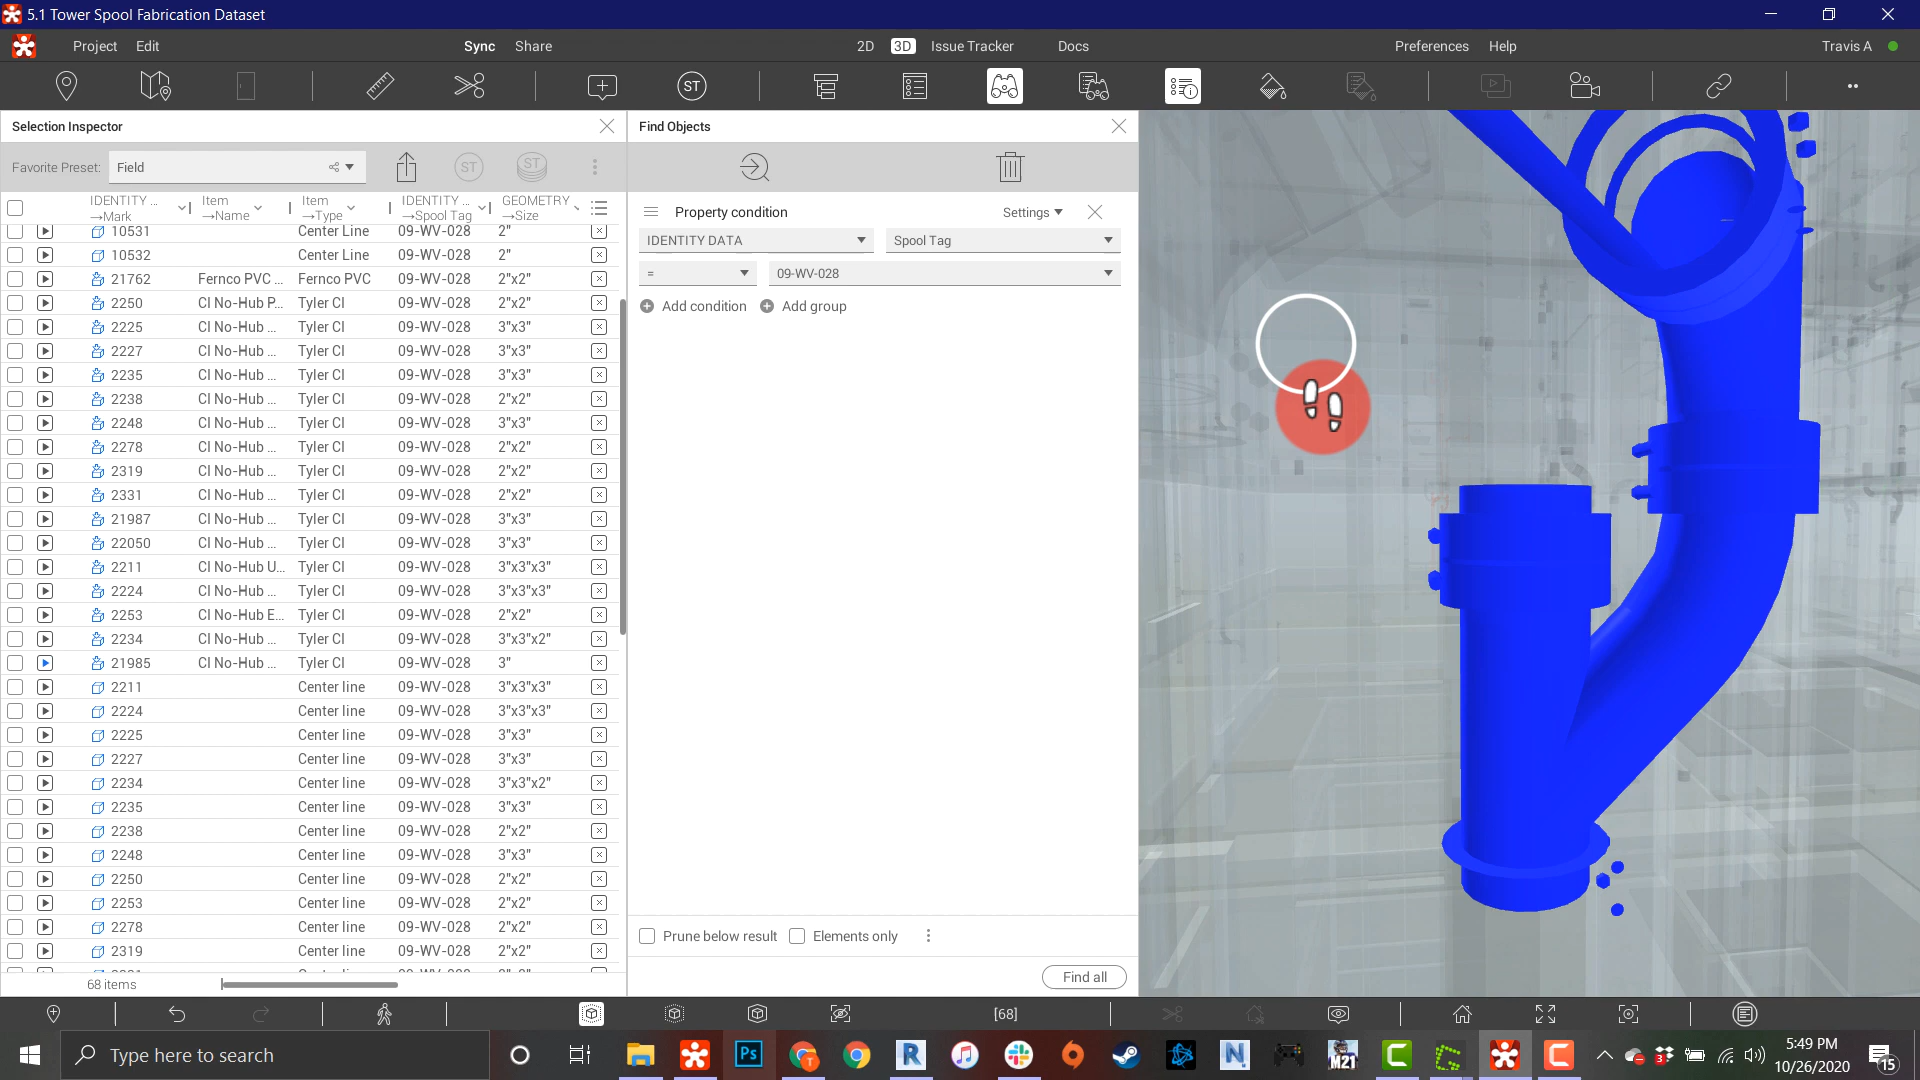 5.1 Tower Spool Fabrication Dataset
Project Edit Sync Share 2D 3D Issue Tracker Docs Preferences Help Travis A
ST
Selection Inspector
Favorite Preset: Field ST ST
IDENTITY ... Item Item IDENTITY ... GEOMETRY
→Mark →Name →Type →Spool Tag →Size
10531 Center Line 09-WV-028 2"
10532 Center Line 09-WV-028 2"
21762 Fernco PVC ... Fernco PVC 09-WV-028 2"x2"
2250 CI No-Hub P... Tyler CI 09-WV-028 2"x2"
2225 CI No-Hub ... Tyler CI 09-WV-028 3"x3"
2227 CI No-Hub ... Tyler CI 09-WV-028 3"x3"
2235 CI No-Hub ... Tyler CI 09-WV-028 3"x3"
2238 CI No-Hub ... Tyler CI 09-WV-028 2"x2"
2248 CI No-Hub ... Tyler CI 09-WV-028 3"x3"
2278 CI No-Hub ... Tyler CI 09-WV-028 2"x2"
2319 CI No-Hub ... Tyler CI 09-WV-028 2"x2"
2331 CI No-Hub ... Tyler CI 09-WV-028 2"x2"
21987 CI No-Hub ... Tyler CI 09-WV-028 3"x3"
22050 CI No-Hub ... Tyler CI 09-WV-028 3"x3"
2211 CI No-Hub U... Tyler CI 09-WV-028 3"x3"x3"
2224 CI No-Hub ... Tyler CI 09-WV-028 3"x3"x3"
2253 CI No-Hub E... Tyler CI 09-WV-028 2"x2"
2234 CI No-Hub ... Tyler CI 09-WV-028 3"x3"x2"
21985 CI No-Hub ... Tyler CI 09-WV-028 3"
2211 Center line 09-WV-028 3"x3"x3"
2224 Center line 09-WV-028 3"x3"x3"
2225 Center line 09-WV-028 3"x3"
2227 Center line 09-WV-028 3"x3"
2234 Center line 09-WV-028 3"x3"x2"
2235 Center line 09-WV-028 3"x3"
2238 Center line 09-WV-028 2"x2"
2248 Center line 09-WV-028 3"x3"
2250 Center line 09-WV-028 2"x2"
2253 Center line 09-WV-028 2"x2"
2278 Center line 09-WV-028 2"x2"
2319 Center line 09-WV-028 2"x2"
68 items
Find Objects
Property condition Settings
IDENTITY DATA Spool Tag
= 09-WV-028
Add condition Add group
Prune below result Elements only
Find all
[68]
Type here to search
Ps R N M21 C C
3
5:49 PM
10/26/2020
15